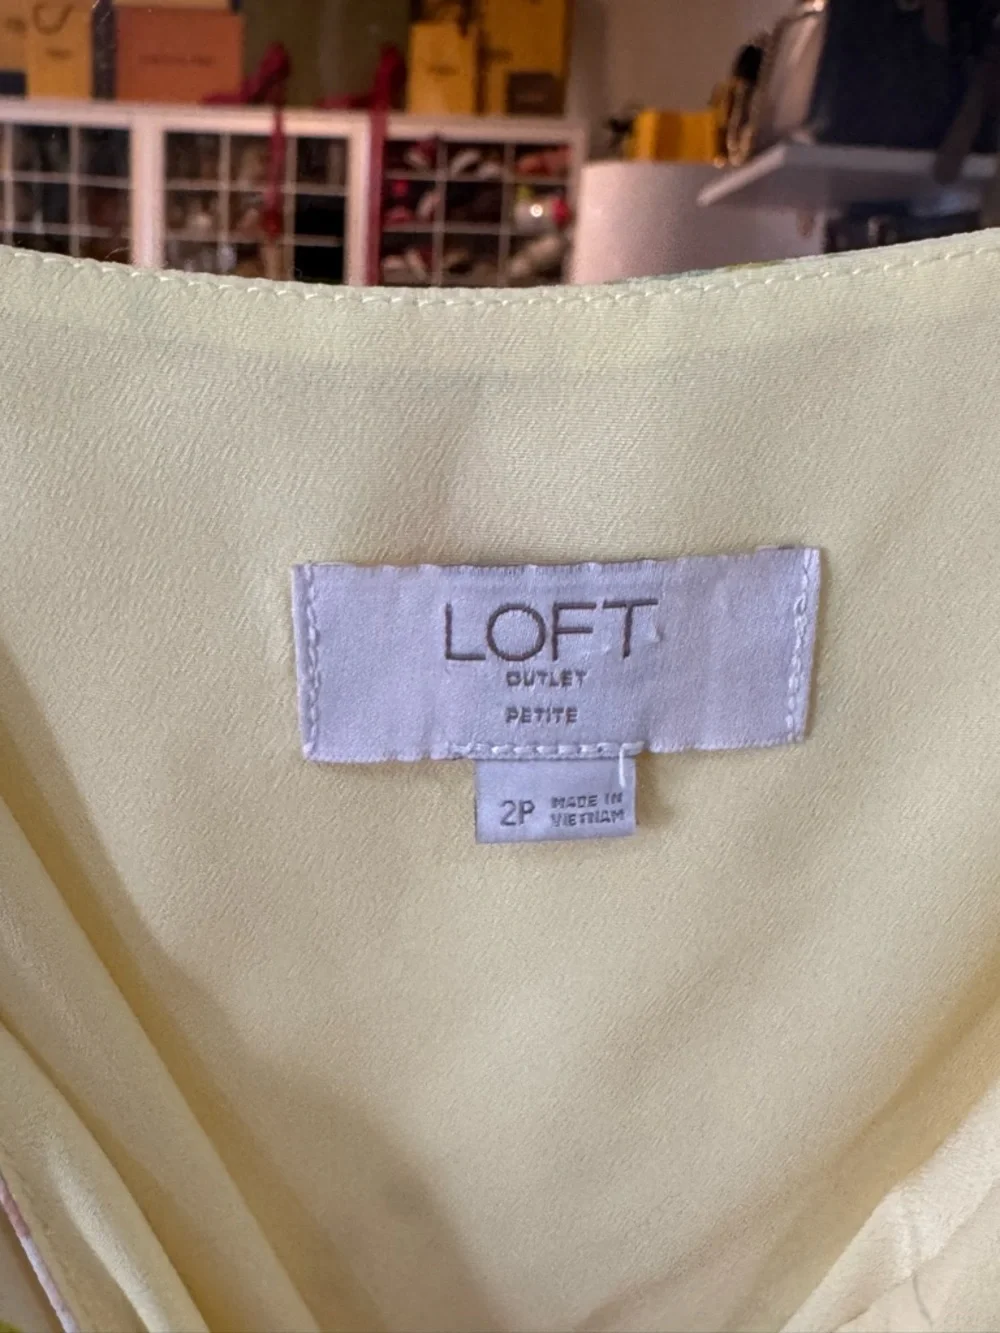 LOFT
OUTLET
PETITE
2P MADE IN
VIETNAM